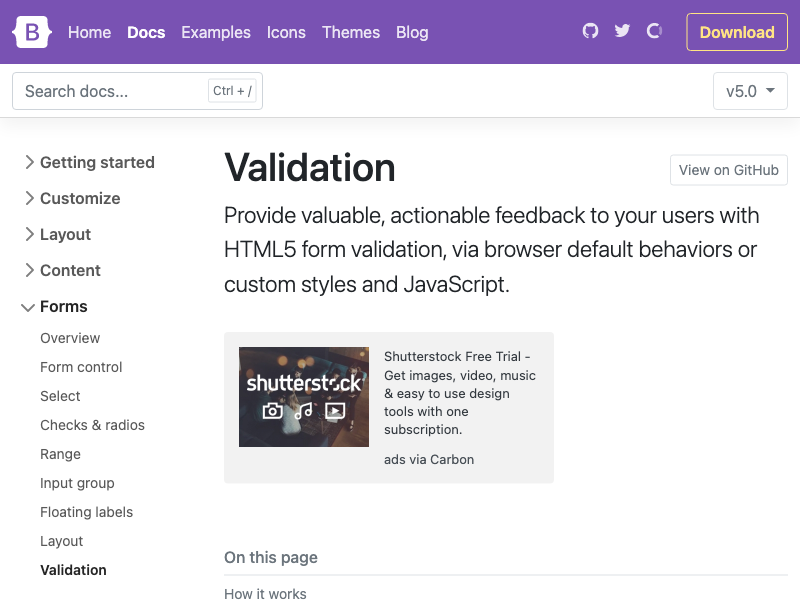 B Home Docs Examples Icons Themes Blog Download
Search docs... Ctrl + / v5.0
Getting started
Customize
Layout
Content
Forms
Overview
Form control
Select
Checks & radios
Range
Input group
Floating labels
Layout
Validation
Validation
View on GitHub
Provide valuable, actionable feedback to your users with
HTML5 form validation, via browser default behaviors or
custom styles and JavaScript.
shutterstock
Shutterstock Free Trial -
Get images, video, music
& easy to use design
tools with one
subscription.
ads via Carbon
On this page
How it works